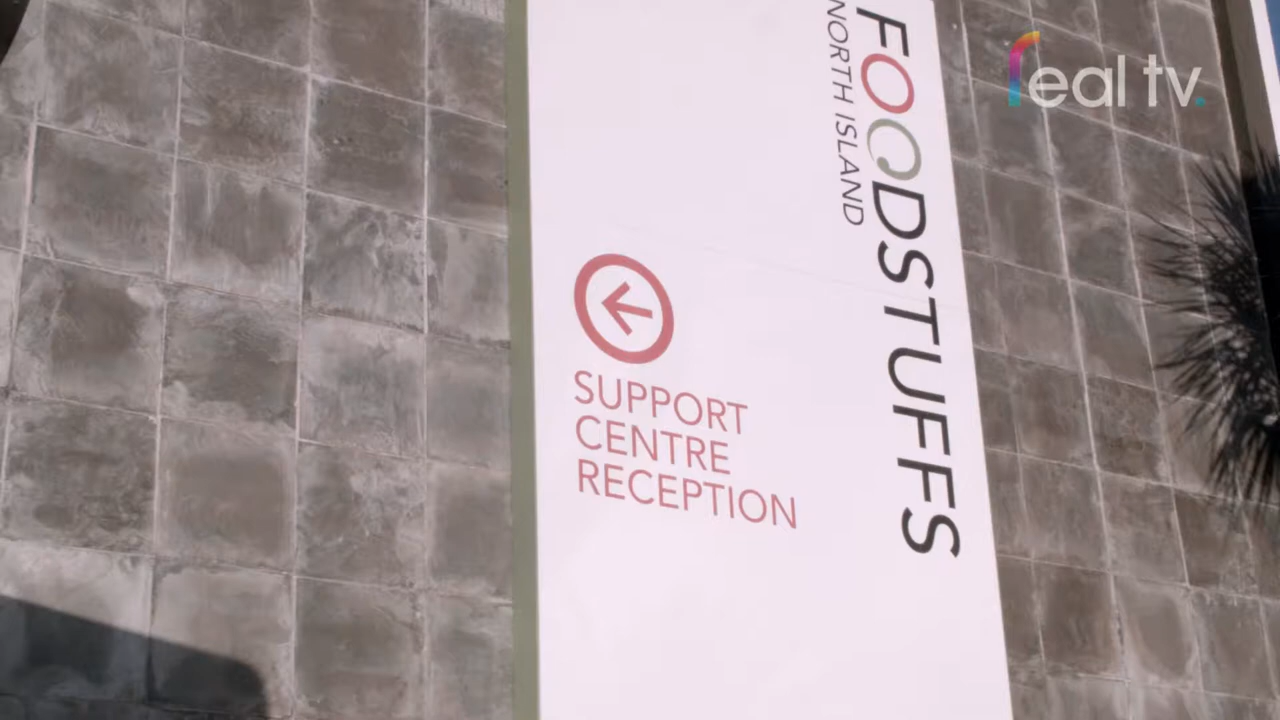 real tv.
FOODSTUFFS
NORTH ISLAND
SUPPORT
CENTRE
RECEPTION